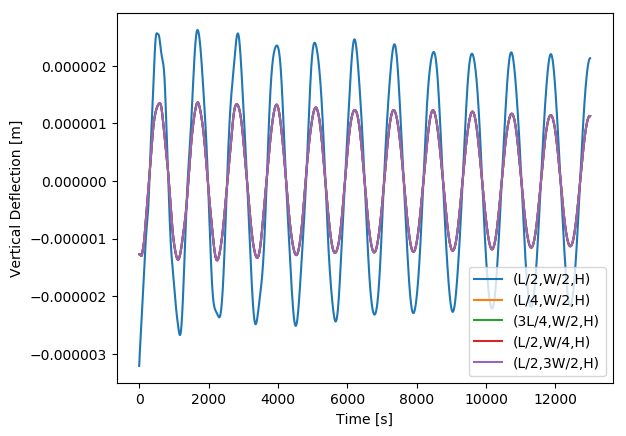 0.000002
0.000001
0.000000
−0.000001
−0.000002
−0.000003
Vertical Deflection [m]
(L/2,W/2,H)
(L/4,W/2,H)
(3L/4,W/2,H)
(L/2,W/4,H)
(L/2,3W/2,H)
0 2000 4000 6000 8000 10000 12000
Time [s]